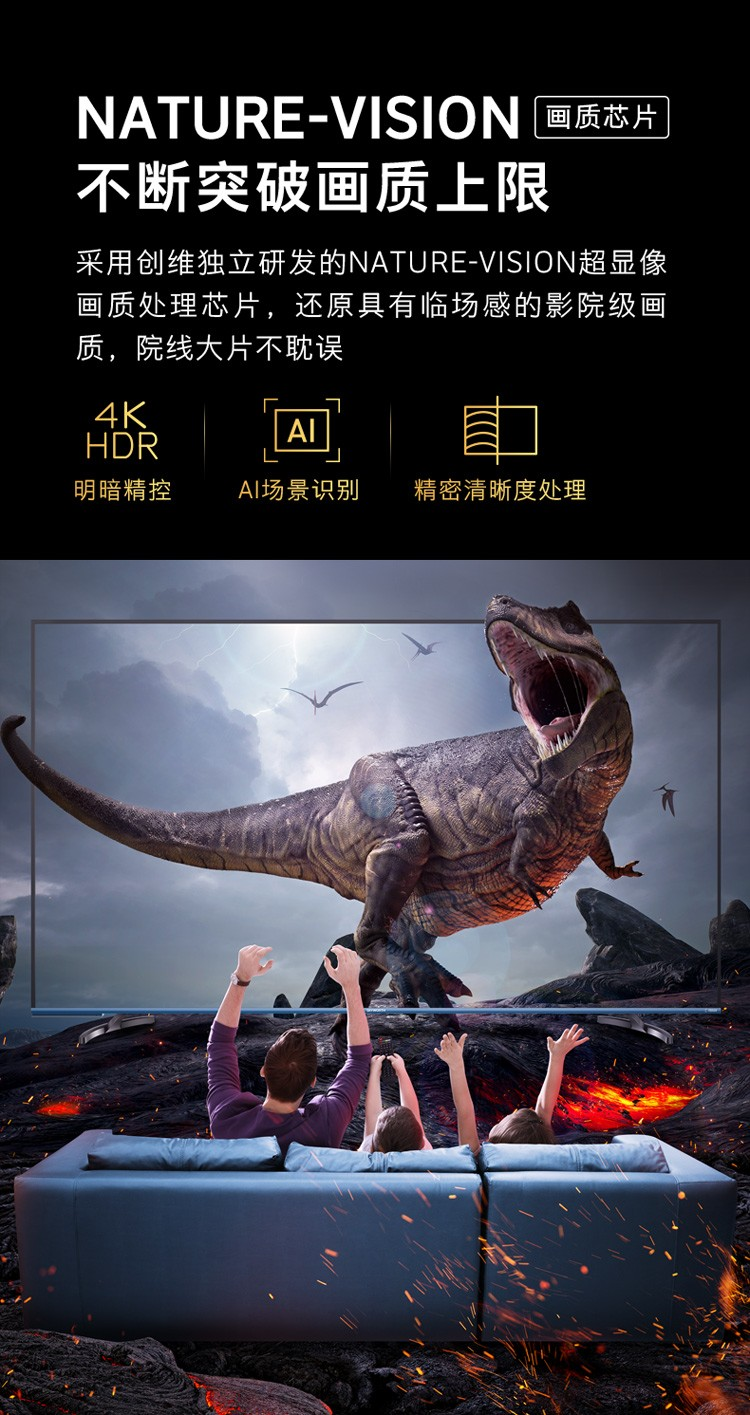 NATURE-VISION 画质芯片
不断突破画质上限
采用创维独立研发的NATURE-VISION超显像
画质处理芯片，还原具有临场感的影院级画
质，院线大片不耽误
4K
HDR
AI
明暗精控
AI场景识别
精密清晰度处理